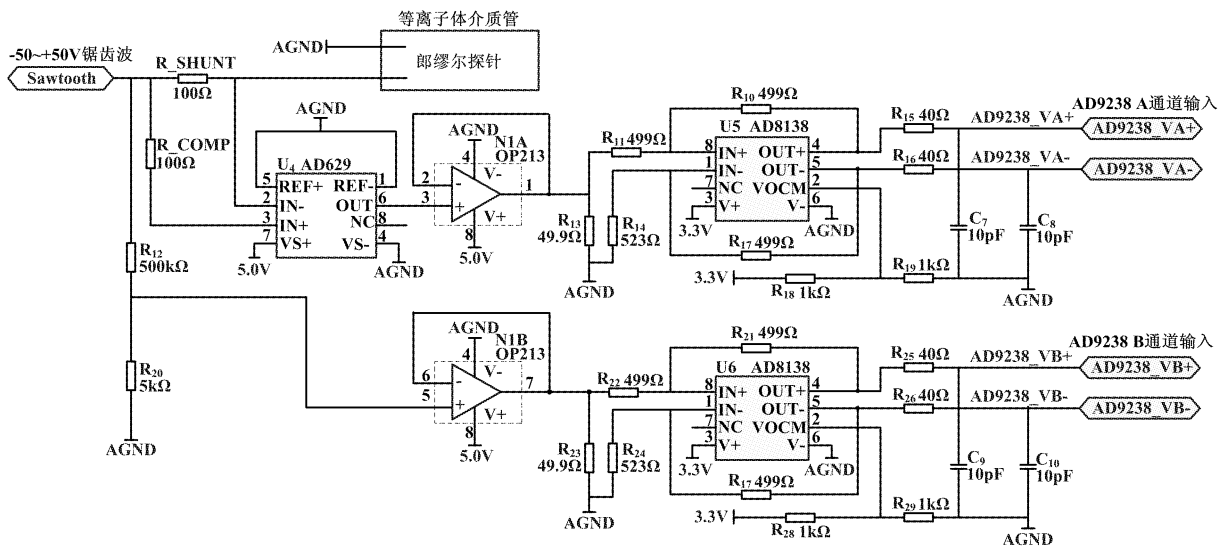 等离子体介质管
AGND
郎缪尔探针
-50~+50V锯齿波
Sawtooth
R_SHUNT
100Ω
R_COMP
100Ω
AGND
U4 AD629
5 REF+ REF- 1
2 IN- OUT 6
3 IN+ NC 8
7 VS+ VS- 4
5.0V
AGND
AGND
N1A
OP213
4
V-
2
3
1
V+
8
5.0V
R12
500kΩ
R20
5kΩ
AGND
R11 499Ω
R13
49.9Ω
R14
523Ω
AGND
R10 499Ω
U5 AD8138
8 IN+ OUT+ 4
1 IN- OUT- 5
7 NC VOCM 2
3 V+ V- 6
3.3V
AGND
R17 499Ω
3.3V
R18 1kΩ
R19 1kΩ
R15 40Ω
R16 40Ω
AD9238_VA+
AD9238_VA-
AD9238 A通道输入
AD9238_VA+
AD9238_VA-
C7
10pF
C8
10pF
AGND
AGND
N1B
OP213
4
V-
6
5
7
V+
8
5.0V
R22 499Ω
R23
49.9Ω
R24
523Ω
AGND
R21 499Ω
U6 AD8138
8 IN+ OUT+ 4
1 IN- OUT- 5
7 NC VOCM 2
3 V+ V- 6
3.3V
AGND
R17 499Ω
3.3V
R28 1kΩ
R29 1kΩ
R25 40Ω
R26 40Ω
AD9238_VB+
AD9238_VB-
AD9238 B通道输入
AD9238_VB+
AD9238_VB-
C9
10pF
C10
10pF
AGND